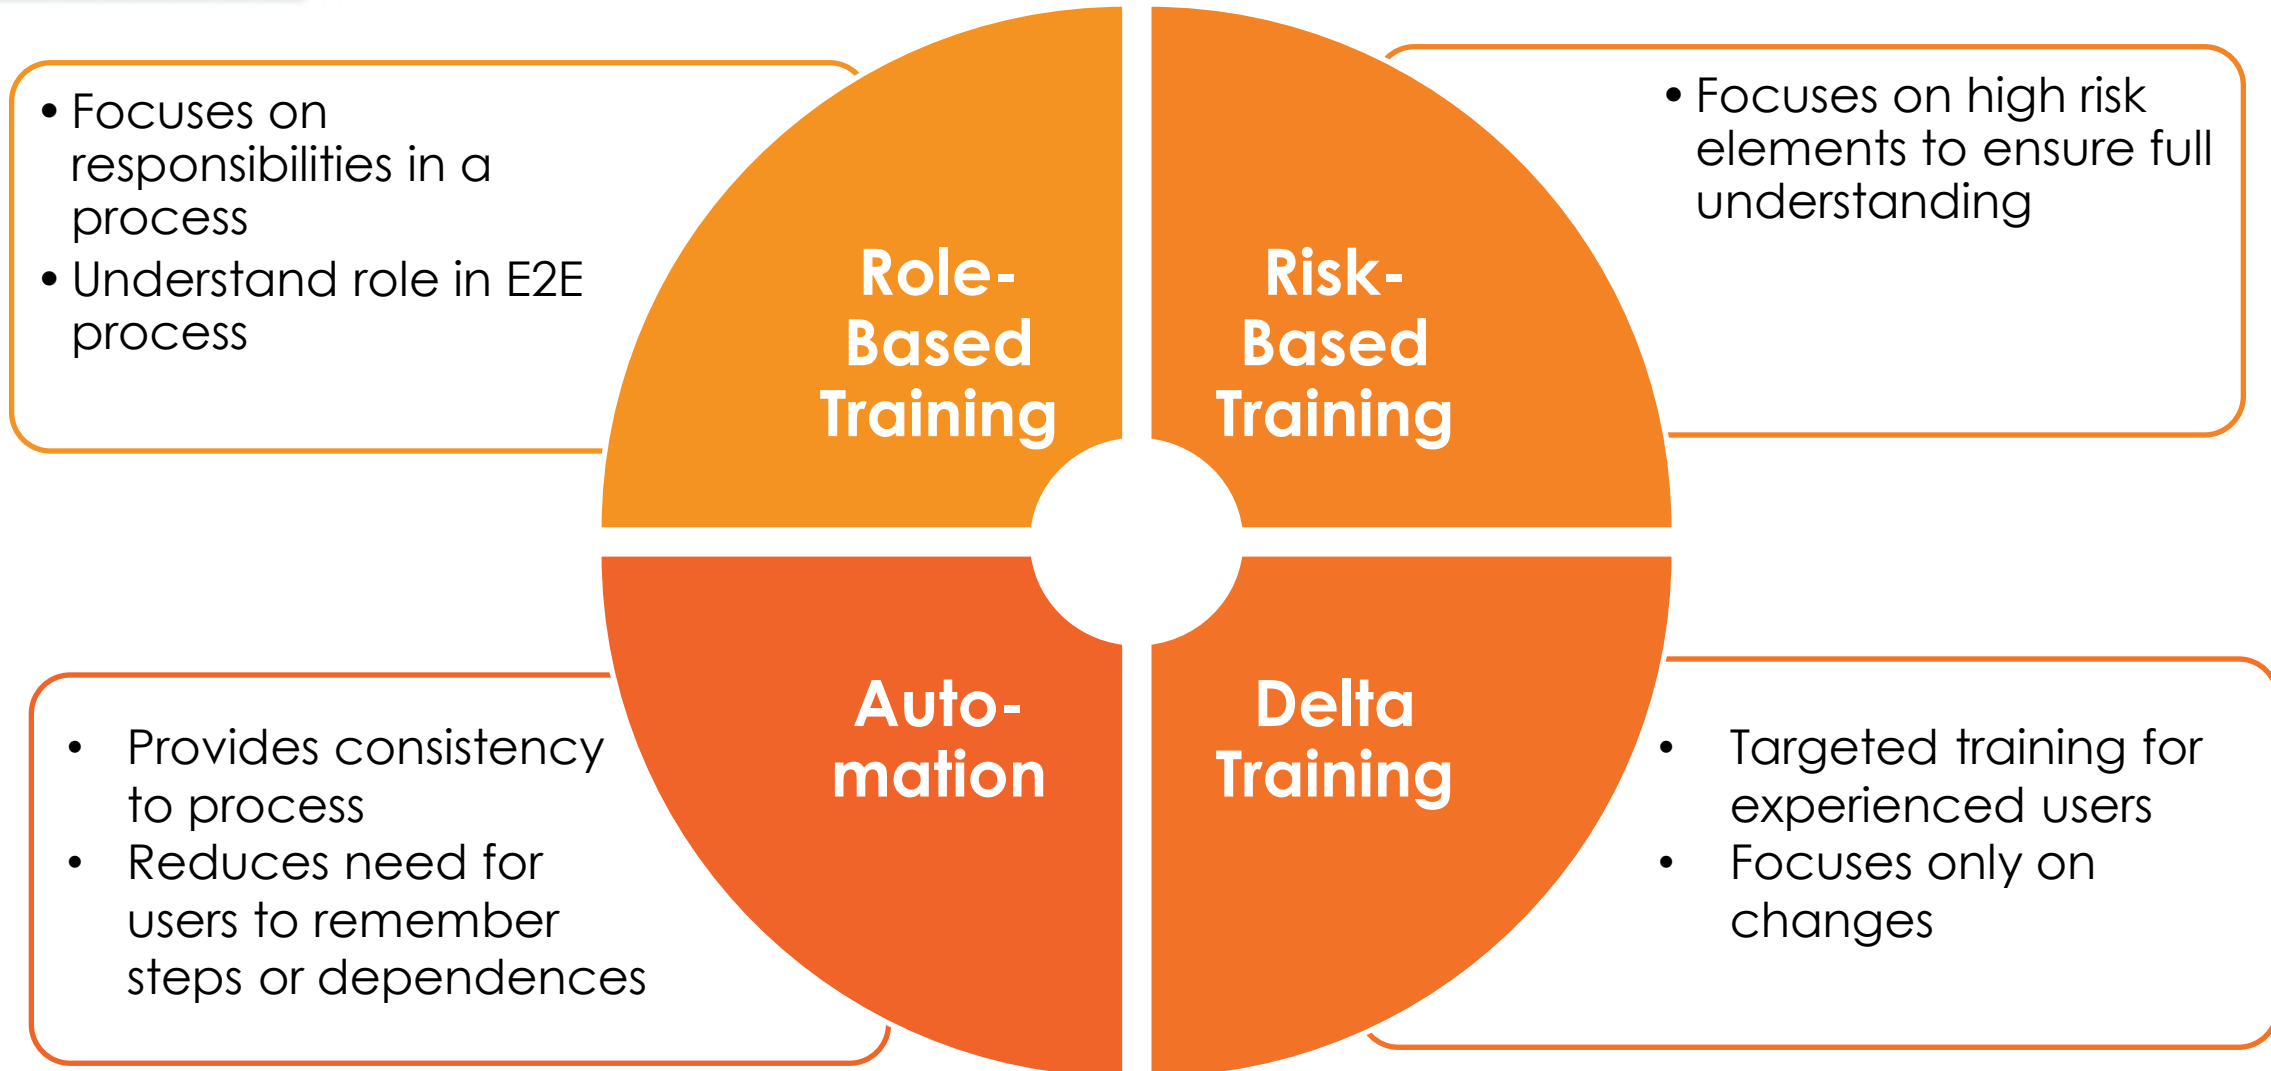 • Focuses on
responsibilities in a
process
• Understand role in E2E
process
Role-
Based
Training
Risk-
Based
Training
• Focuses on high risk
elements to ensure full
understanding
• Provides consistency
to process
• Reduces need for
users to remember
steps or dependences
Auto-
mation
Delta
Training
• Targeted training for
experienced users
• Focuses only on
changes